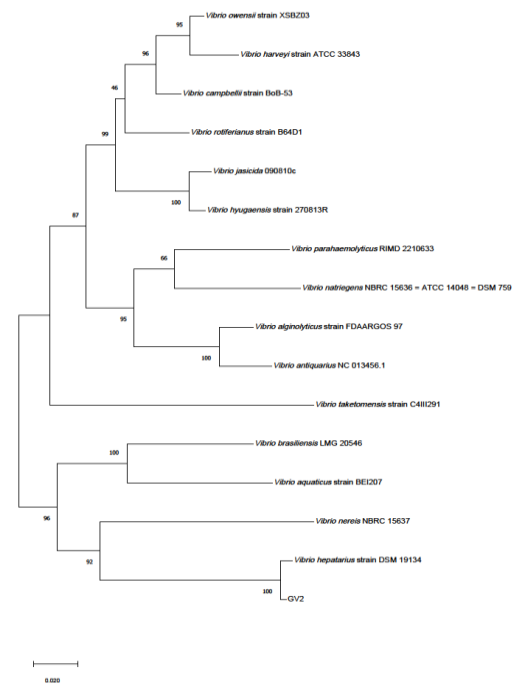 Vibrio owensii strain XSBZ03
95
Vibrio harveyi strain ATCC 33843
96
Vibrio campbellii strain BoB-53
46
Vibrio rotiferianus strain B64D1
99
Vibrio jasicida 090810c
100
Vibrio hyugaensis strain 270813R
87
Vibrio parahaemolyticus RIMD 2210633
66
Vibrio natriegens NBRC 15636 = ATCC 14048 = DSM 759
95
Vibrio alginolyticus strain FDAARGOS 97
100
Vibrio antiquarius NC 013456.1
Vibrio taketomensis strain C4III291
Vibrio brasiliensis LMG 20546
100
Vibrio aquaticus strain BEI207
96
Vibrio nereis NBRC 15637
92
Vibrio hepatarius strain DSM 19134
100
GV2
0.020